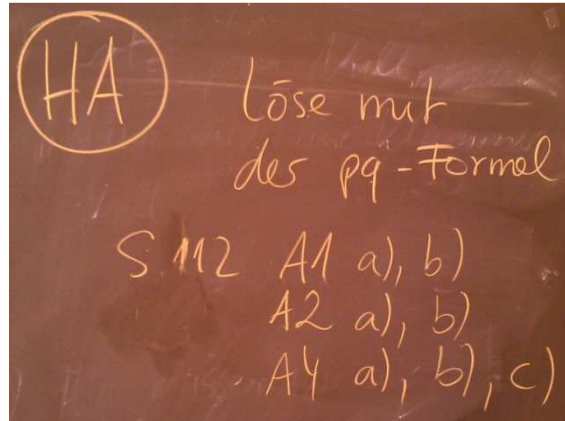 HA
Löse mit
der pq-Formel
S. 112 A1 a), b)
A2 a), b)
A4 a), b), c)